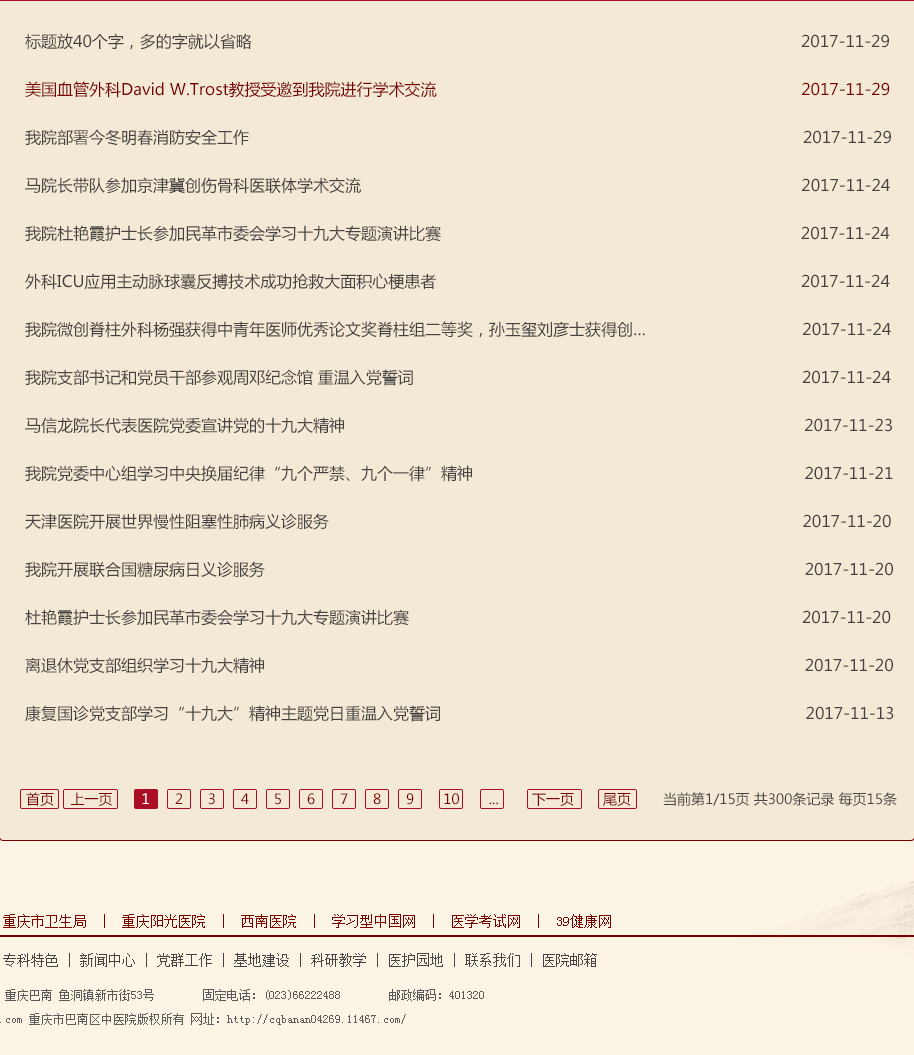 标题放40个字，多的字就以省略 2017-11-29
美国血管外科David W.Trost教授受邀到我院进行学术交流 2017-11-29
我院部署今冬明春消防安全工作 2017-11-29
马院长带队参加京津冀创伤骨科医联体学术交流 2017-11-24
我院杜艳霞护士长参加民革市委会学习十九大专题演讲比赛 2017-11-24
外科ICU应用主动脉球囊反搏技术成功抢救大面积心梗患者 2017-11-24
我院微创脊柱外科杨强获得中青年医师优秀论文奖脊柱组二等奖，孙玉玺刘彦士获得创... 2017-11-24
我院支部书记和党员干部参观周邓纪念馆 重温入党誓词 2017-11-24
马信龙院长代表医院党委宣讲党的十九大精神 2017-11-23
我院党委中心组学习中央换届纪律“九个严禁、九个一律”精神 2017-11-21
天津医院开展世界慢性阻塞性肺病义诊服务 2017-11-20
我院开展联合国糖尿病日义诊服务 2017-11-20
杜艳霞护士长参加民革市委会学习十九大专题演讲比赛 2017-11-20
离退休党支部组织学习十九大精神 2017-11-20
康复国诊党支部学习“十九大”精神主题党日重温入党誓词 2017-11-13
首页 上一页 1 2 3 4 5 6 7 8 9 10 ... 下一页 尾页 当前第1/15页 共300条记录 每页15条
重庆市卫生局 | 重庆阳光医院 | 西南医院 | 学习型中国网 | 医学考试网 | 39健康网
专科特色 | 新闻中心 | 党群工作 | 基地建设 | 科研教学 | 医护园地 | 联系我们 | 医院邮箱
重庆巴南 鱼洞镇新市街53号 固定电话：(023)66222488 邮政编码：401320
.com 重庆市巴南区中医院版权所有 网址：http://cqbanan04269.11467.com/